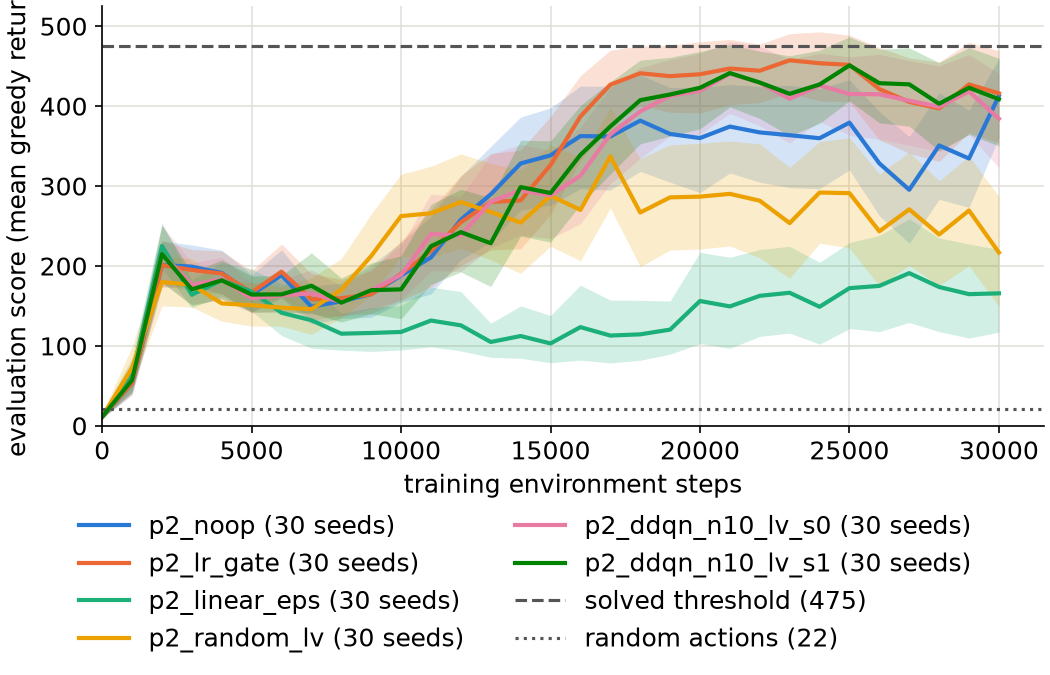 evaluation score (mean greedy retur
500
400
300
200
100
0
0 5000 10000 15000 20000 25000 30000
training environment steps
p2_noop (30 seeds)
p2_lr_gate (30 seeds)
p2_linear_eps (30 seeds)
p2_random_lv (30 seeds)
p2_ddqn_n10_lv_s0 (30 seeds)
p2_ddqn_n10_lv_s1 (30 seeds)
solved threshold (475)
random actions (22)